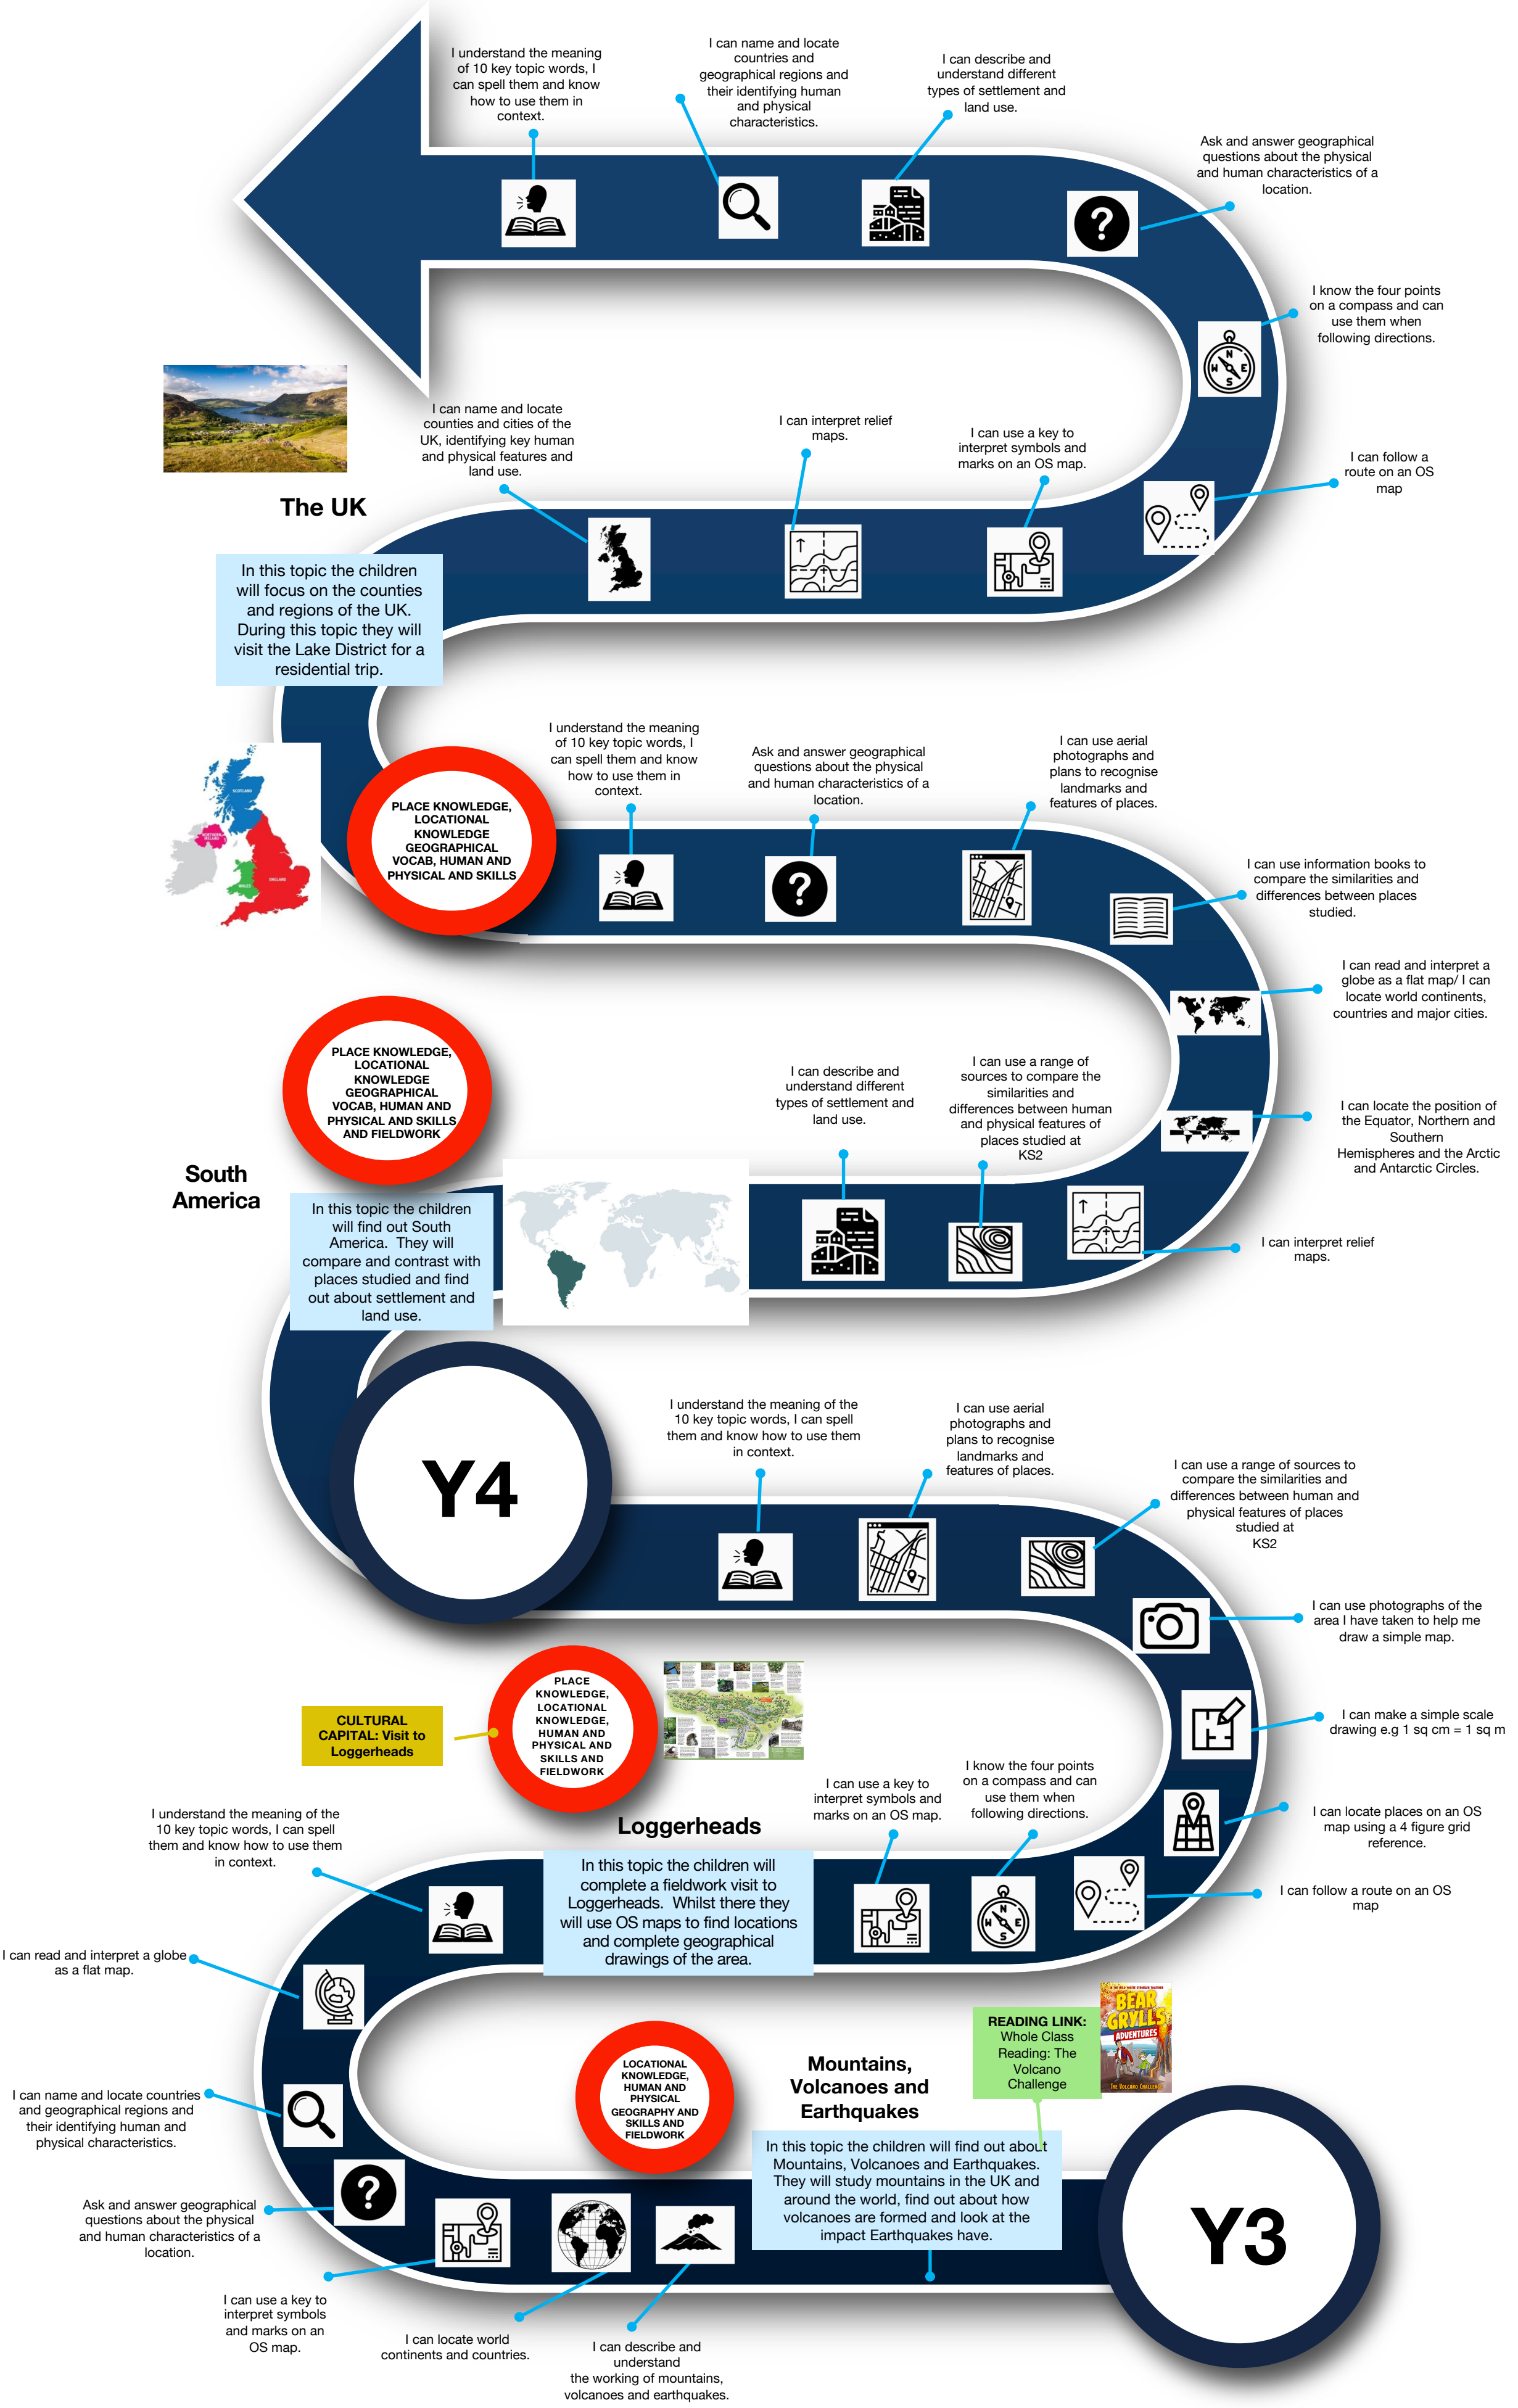 I understand the meaning
of 10 key topic words, I
can spell them and know
how to use them in
context.
I can name and locate
countries and
geographical regions and
their identifying human
and physical
characteristics.
I can describe and
understand different
types of settlement and
land use.
Ask and answer geographical
questions about the physical
and human characteristics of a
location.
I know the four points
on a compass and can
use them when
following directions.
N
W E
S
I can follow a
route on an OS
map
I can use a key to
interpret symbols and
marks on an OS map.
I can interpret relief
maps.
I can name and locate
counties and cities of the
UK, identifying key human
and physical features and
land use.
The UK
In this topic the children
will focus on the counties
and regions of the UK.
During this topic they will
visit the Lake District for a
residential trip.
SCOTLAND
NORTHERN
IRELAND
WALES
ENGLAND
PLACE KNOWLEDGE,
LOCATIONAL
KNOWLEDGE
GEOGRAPHICAL
VOCAB, HUMAN AND
PHYSICAL AND SKILLS
I understand the meaning
of 10 key topic words, I
can spell them and know
how to use them in
context.
Ask and answer geographical
questions about the physical
and human characteristics of a
location.
I can use aerial
photographs and
plans to recognise
landmarks and
features of places.
I can use information books to
compare the similarities and
differences between places
studied.
I can read and interpret a
globe as a flat map/ I can
locate world continents,
countries and major cities.
I can locate the position of
the Equator, Northern and
Southern
Hemispheres and the Arctic
and Antarctic Circles.
I can interpret relief
maps.
I can use a range of
sources to compare the
similarities and
differences between human
and physical features of
places studied at
KS2
I can describe and
understand different
types of settlement and
land use.
PLACE KNOWLEDGE,
LOCATIONAL
KNOWLEDGE
GEOGRAPHICAL
VOCAB, HUMAN AND
PHYSICAL AND SKILLS
AND FIELDWORK
South
America
In this topic the children
will find out South
America. They will
compare and contrast with
places studied and find
out about settlement and
land use.
Y4
I understand the meaning of the
10 key topic words, I can spell
them and know how to use them
in context.
I can use aerial
photographs and
plans to recognise
landmarks and
features of places.
I can use a range of sources to
compare the similarities and
differences between human and
physical features of places
studied at
KS2
I can use photographs of the
area I have taken to help me
draw a simple map.
I can make a simple scale
drawing e.g 1 sq cm = 1 sq m
I can locate places on an OS
map using a 4 figure grid
reference.
I can follow a route on an OS
map
I know the four points
on a compass and can
use them when
following directions.
N
W E
S
I can use a key to
interpret symbols and
marks on an OS map.
PLACE
KNOWLEDGE,
LOCATIONAL
KNOWLEDGE,
HUMAN AND
PHYSICAL AND
SKILLS AND
FIELDWORK
CULTURAL
CAPITAL: Visit to
Loggerheads
Loggerheads
In this topic the children will
complete a fieldwork visit to
Loggerheads. Whilst there they
will use OS maps to find locations
and complete geographical
drawings of the area.
I understand the meaning of the
10 key topic words, I can spell
them and know how to use them
in context.
I can read and interpret a globe
as a flat map.
I can name and locate countries
and geographical regions and
their identifying human and
physical characteristics.
Ask and answer geographical
questions about the physical
and human characteristics of a
location.
I can use a key to
interpret symbols
and marks on an
OS map.
I can locate world
continents and countries.
I can describe and
understand
the working of mountains,
volcanoes and earthquakes.
LOCATIONAL
KNOWLEDGE,
HUMAN AND
PHYSICAL
GEOGRAPHY AND
SKILLS AND
FIELDWORK
Mountains,
Volcanoes and
Earthquakes
In this topic the children will find out about
Mountains, Volcanoes and Earthquakes.
They will study mountains in the UK and
around the world, find out about how
volcanoes are formed and look at the
impact Earthquakes have.
READING LINK:
Whole Class
Reading: The
Volcano
Challenge
BEAR
GRYLLS
ADVENTURES
THE VOLCANO CHALLENGE
Y3